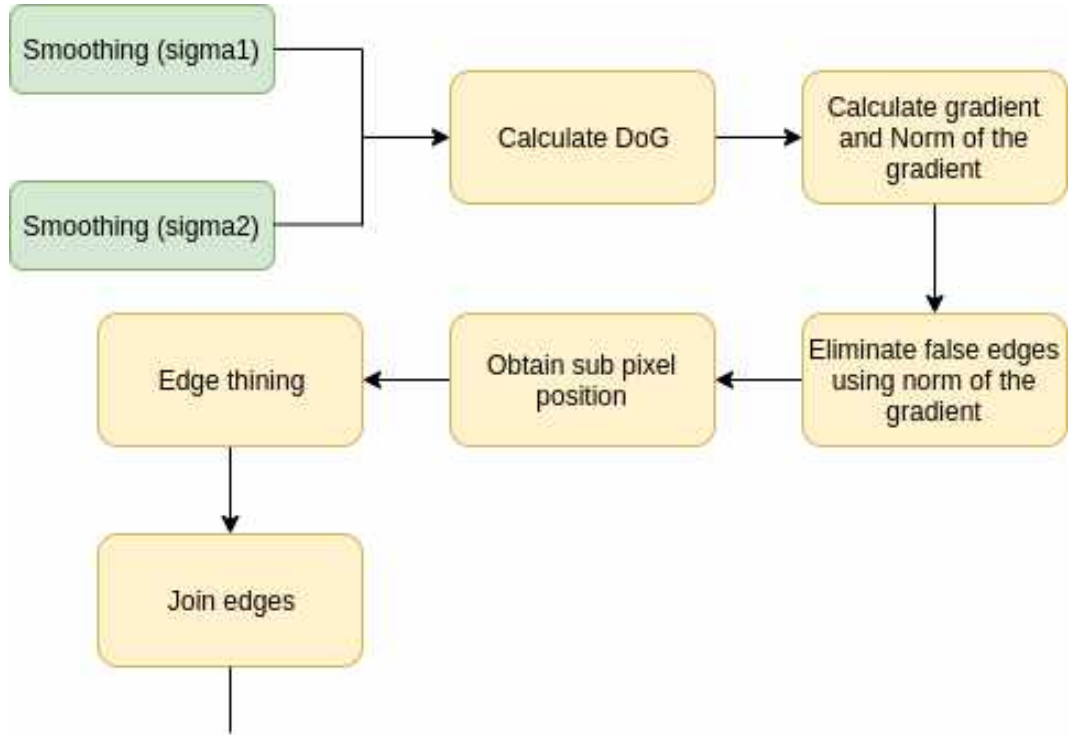 Smoothing (sigma1)
Smoothing (sigma2)
Calculate DoG
Calculate gradient
and Norm of the
gradient
Eliminate false edges
using norm of the
gradient
Obtain sub pixel
position
Edge thining
Join edges